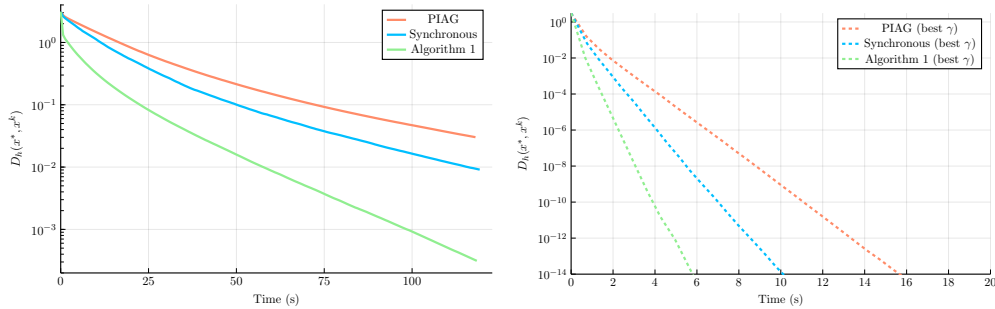 PIAG
Synchronous
Algorithm 1
10^0
10^{-1}
10^{-2}
10^{-3}
D_h(x^*, x^k)
0 25 50 75 100
Time (s)
PIAG (best γ)
Synchronous (best γ)
Algorithm 1 (best γ)
10^0
10^{-2}
10^{-4}
10^{-6}
10^{-8}
10^{-10}
10^{-12}
10^{-14}
D_h(x^*, x^k)
0 2 4 6 8 10 12 14 16 18 20
Time (s)